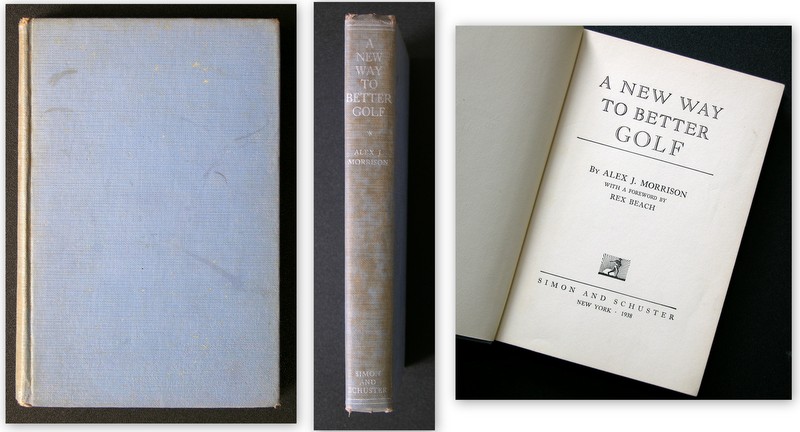 A
NEW
WAY
TO
BETTER
GOLF
ALEX J.
MORRISON
SIMON
AND
SCHUSTER
A NEW WAY
TO BETTER
GOLF
By ALEX J. MORRISON
WITH A FOREWORD BY
REX BEACH
SIMON AND SCHUSTER
NEW YORK · 1938